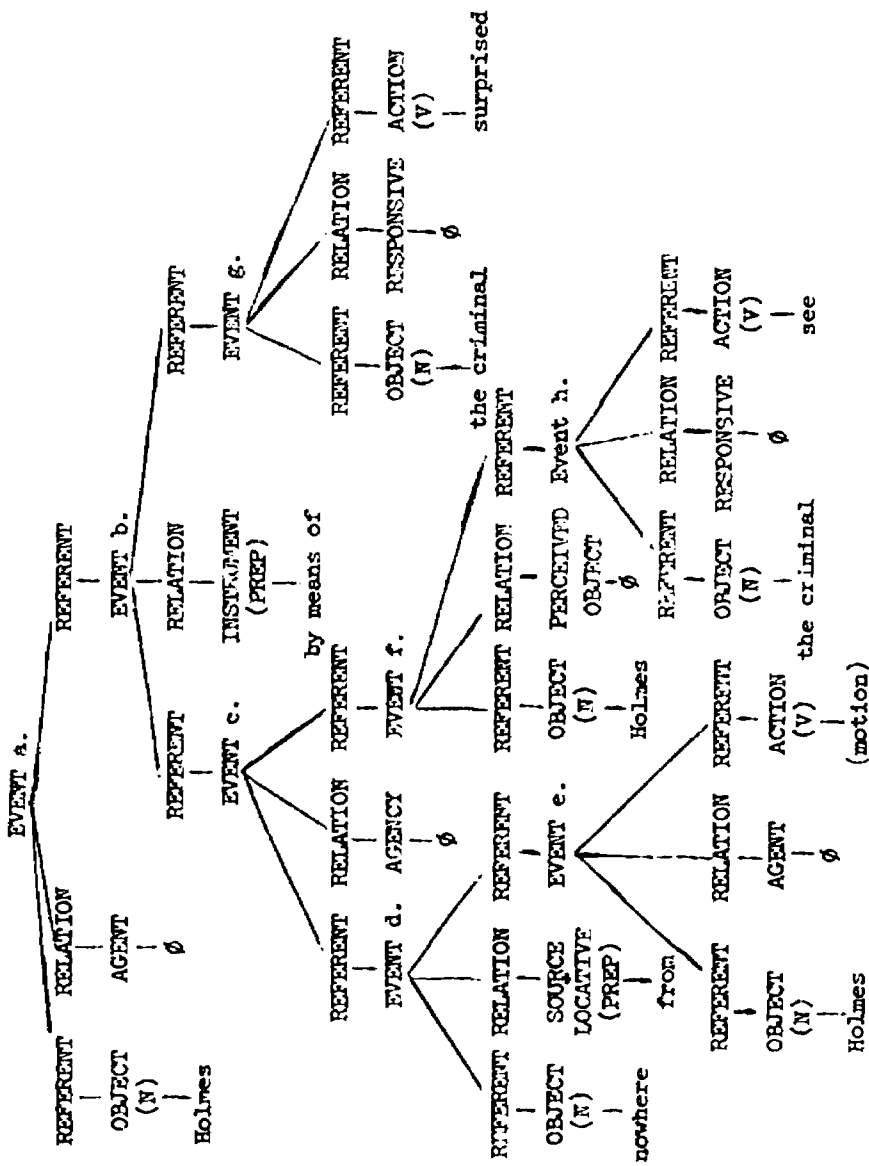 EVENT a.
REFERENT RELATION REFERENT
OBJECT AGENT EVENT b.
(N) Ø
Holmes
REFERENT RELATION REFERENT
EVENT c. INSTRUMENT EVENT g.
(PREP)
by means of
REFERENT RELATION REFERENT REFERENT RELATION REFERENT
EVENT d. AGENCY EVENT f. OBJECT RESPONSIVE ACTION
Ø (N) Ø (V)
the criminal surprised
REFERENT RELATION REFERENT REFERENT RELATION REFERENT
OBJECT SOURCE EVENT e. OBJECT PERCEIVED Event h.
(N) LOCATIVE (N) OBJECT
nowhere (PREP) Holmes Ø
from
REFERENT RELATION REFERENT REFERENT RELATION REFERENT
OBJECT AGENT ACTION OBJECT RESPONSIVE ACTION
(N) Ø (V) (N) Ø (V)
Holmes (motion) the criminal see